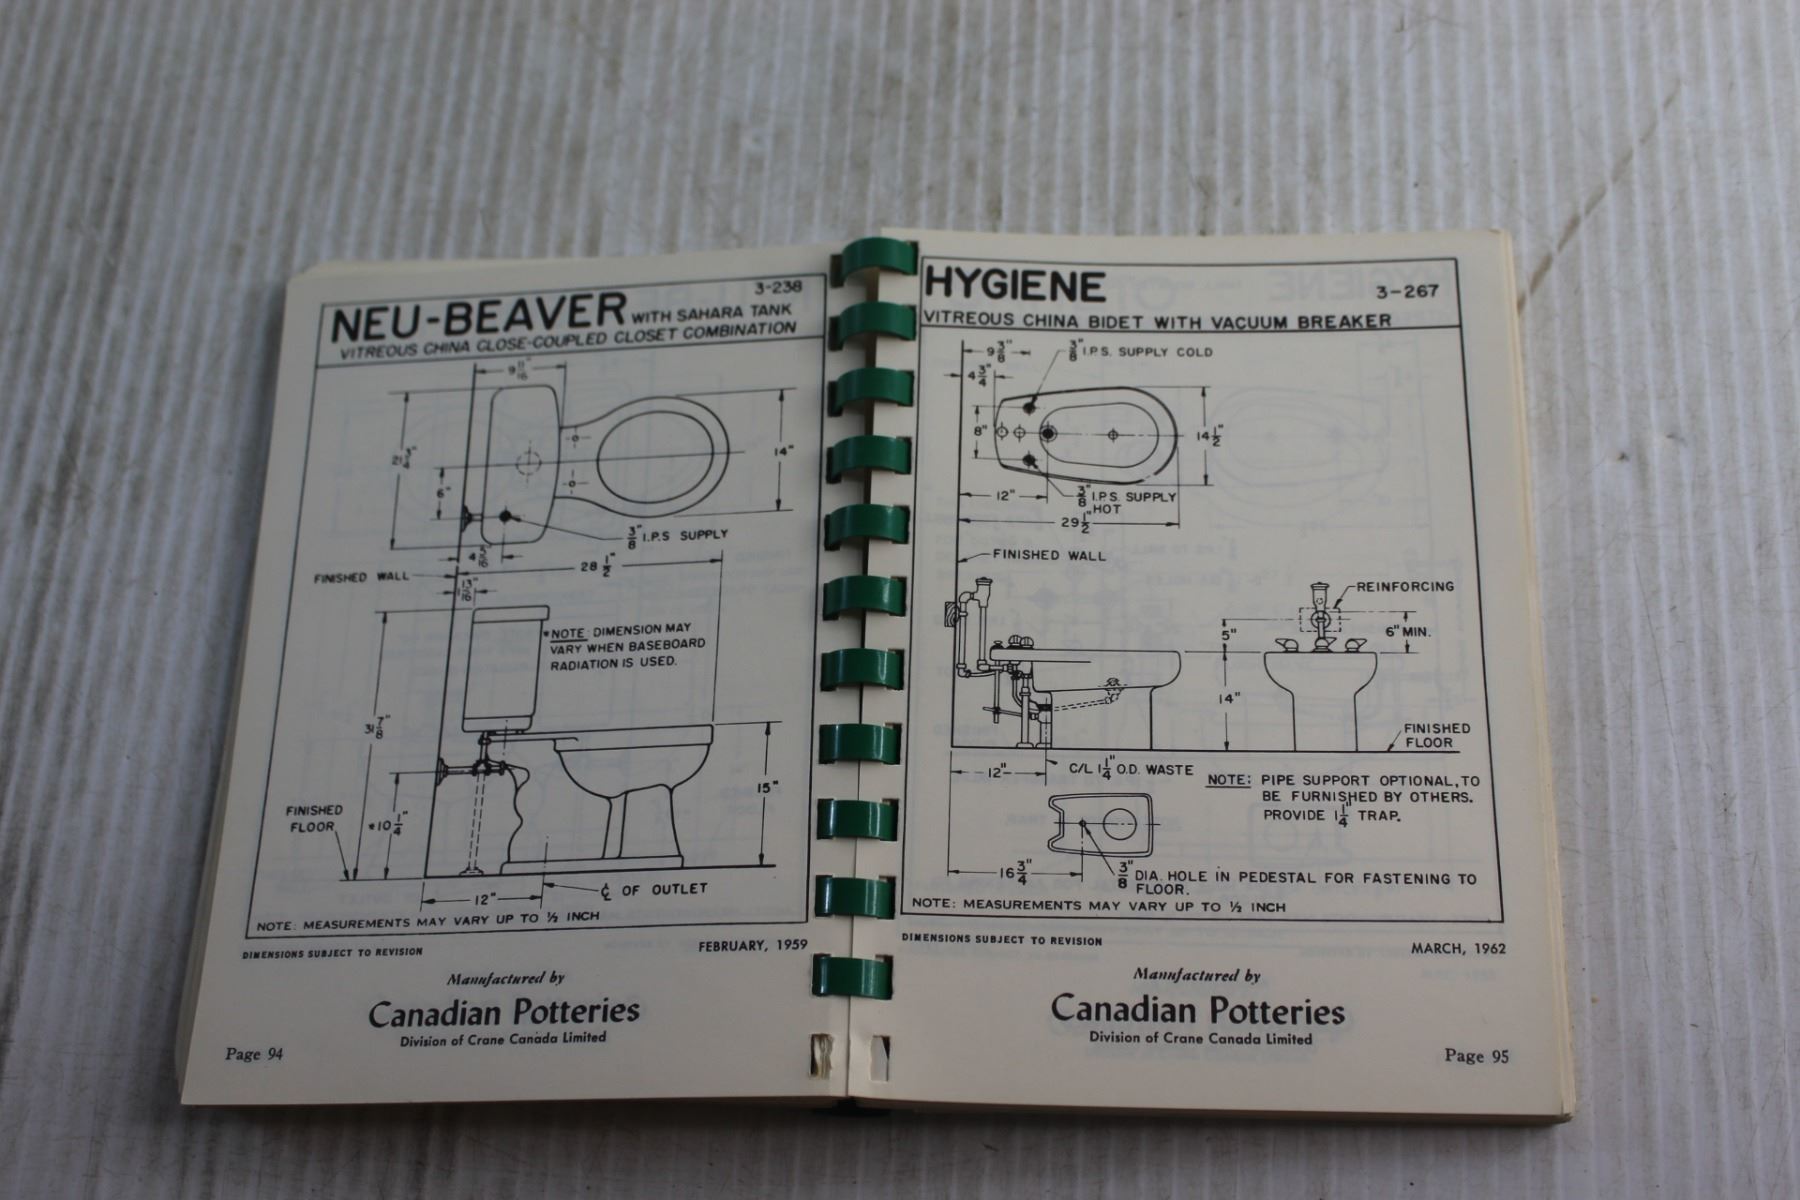 NEU-BEAVER WITH SAHARA TANK
3-238
VITREOUS CHINA CLOSE-COUPLED CLOSET COMBINATION
9 11/16"
21 3/4"
14"
6"
3/8" I.P.S SUPPLY
4 5/16"
28 1/2"
FINISHED WALL
13/16"
*NOTE: DIMENSION MAY
VARY WHEN BASEBOARD
RADIATION IS USED.
31 7/8"
15"
FINISHED
FLOOR
*10 1/4"
12"
℄ OF OUTLET
NOTE: MEASUREMENTS MAY VARY UP TO ½ INCH
DIMENSIONS SUBJECT TO REVISION
FEBRUARY, 1959
Manufactured by
Canadian Potteries
Division of Crane Canada Limited
Page 94
HYGIENE
3-267
VITREOUS CHINA BIDET WITH VACUUM BREAKER
9 3/8"
3/8" I.P.S. SUPPLY COLD
4 3/4"
8"
14 1/2"
12"
3/8" I.P.S. SUPPLY
HOT
29 1/2"
FINISHED WALL
REINFORCING
5"
6" MIN.
14"
FINISHED
FLOOR
12"
C/L 1 1/4" O.D. WASTE
NOTE: PIPE SUPPORT OPTIONAL, TO
BE FURNISHED BY OTHERS.
PROVIDE 1 1/4" TRAP.
16 3/4"
3/8" DIA. HOLE IN PEDESTAL FOR FASTENING TO
FLOOR.
NOTE: MEASUREMENTS MAY VARY UP TO ½ INCH
DIMENSIONS SUBJECT TO REVISION
MARCH, 1962
Manufactured by
Canadian Potteries
Division of Crane Canada Limited
Page 95